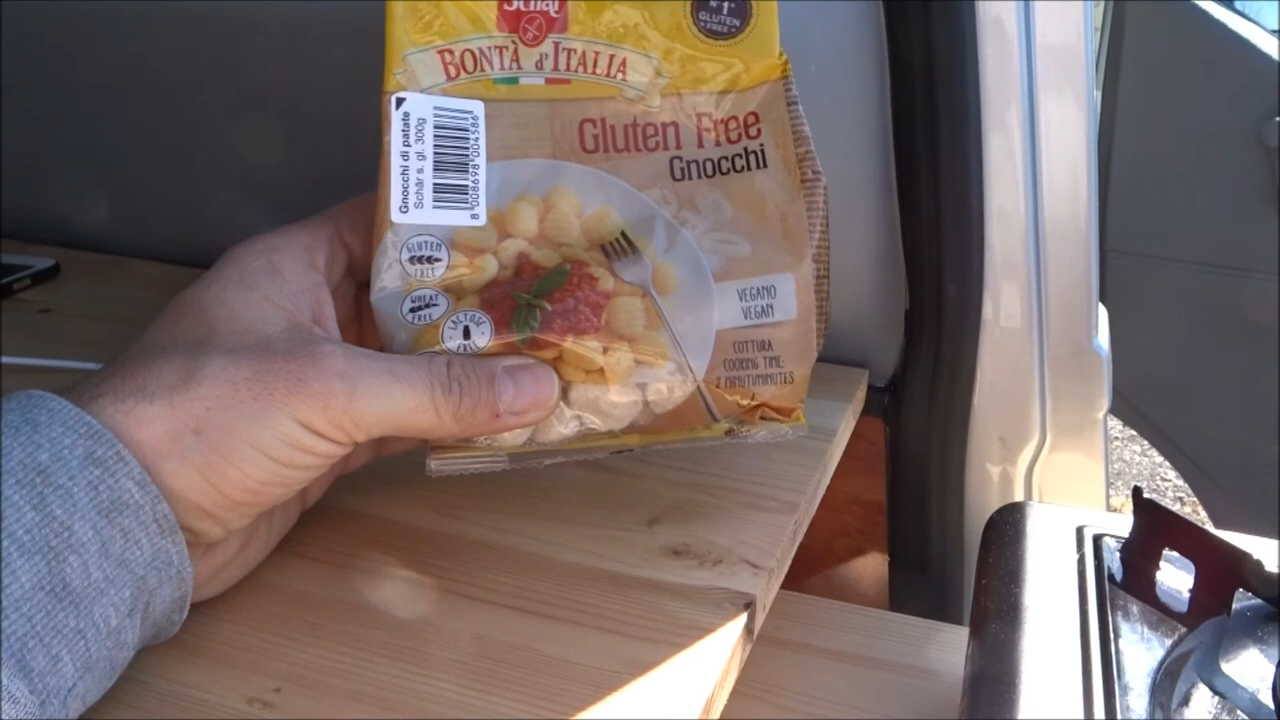 Schär
N°1
GLUTEN
FREE
BONTÀ d'ITALIA
Gnocchi di patate
Schär s. gl. 300g
8 008698 004586
Gluten Free
Gnocchi
GLUTEN
FREE
WHEAT
FREE
LACTOSE
FREE
VEGANO
VEGAN
COTTURA
COOKING TIME:
2 MINUTI/MINUTES